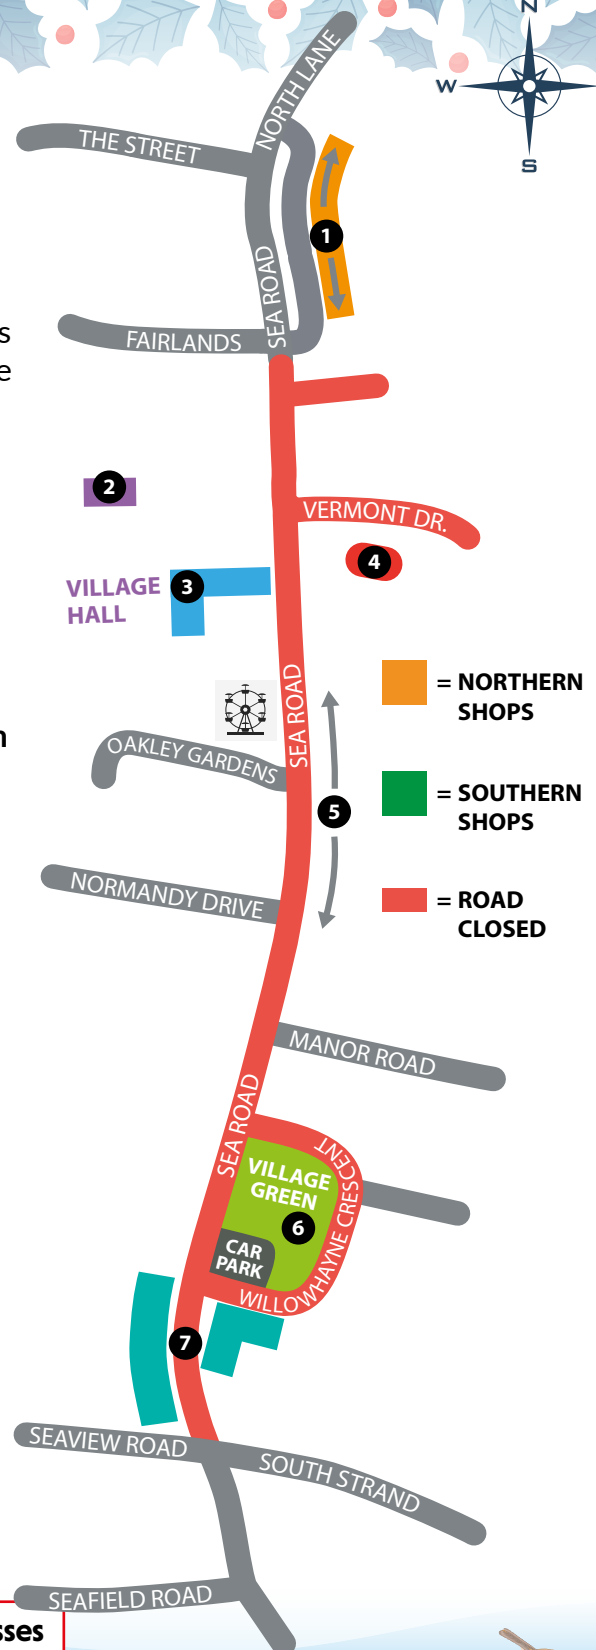 N
W
S
NORTH LANE
THE STREET
1
SEA ROAD
s
FAIRLANDS
e
2
VERMONT DR.
4
3
VILLAGE
HALL
= NORTHERN
SHOPS
SEA ROAD
n
OAKLEY GARDENS
= SOUTHERN
SHOPS
5
NORMANDY DRIVE
= ROAD
CLOSED
MANOR ROAD
SEA ROAD
VILLAGE
GREEN
6
WILLOWHAYNE CRESCENT
CAR
PARK
7
SEAVIEW ROAD
SOUTH STRAND
SEAFIELD ROAD
sses